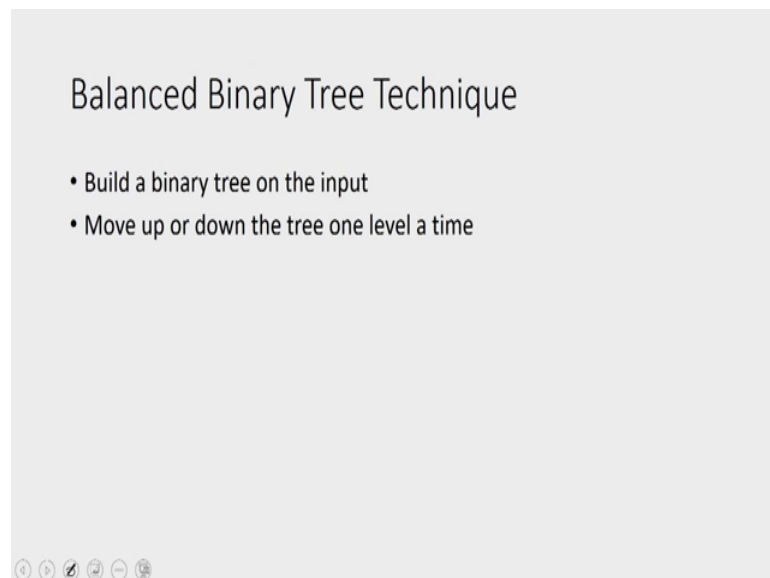 Balanced Binary Tree Technique
• Build a binary tree on the input
• Move up or down the tree one level a time